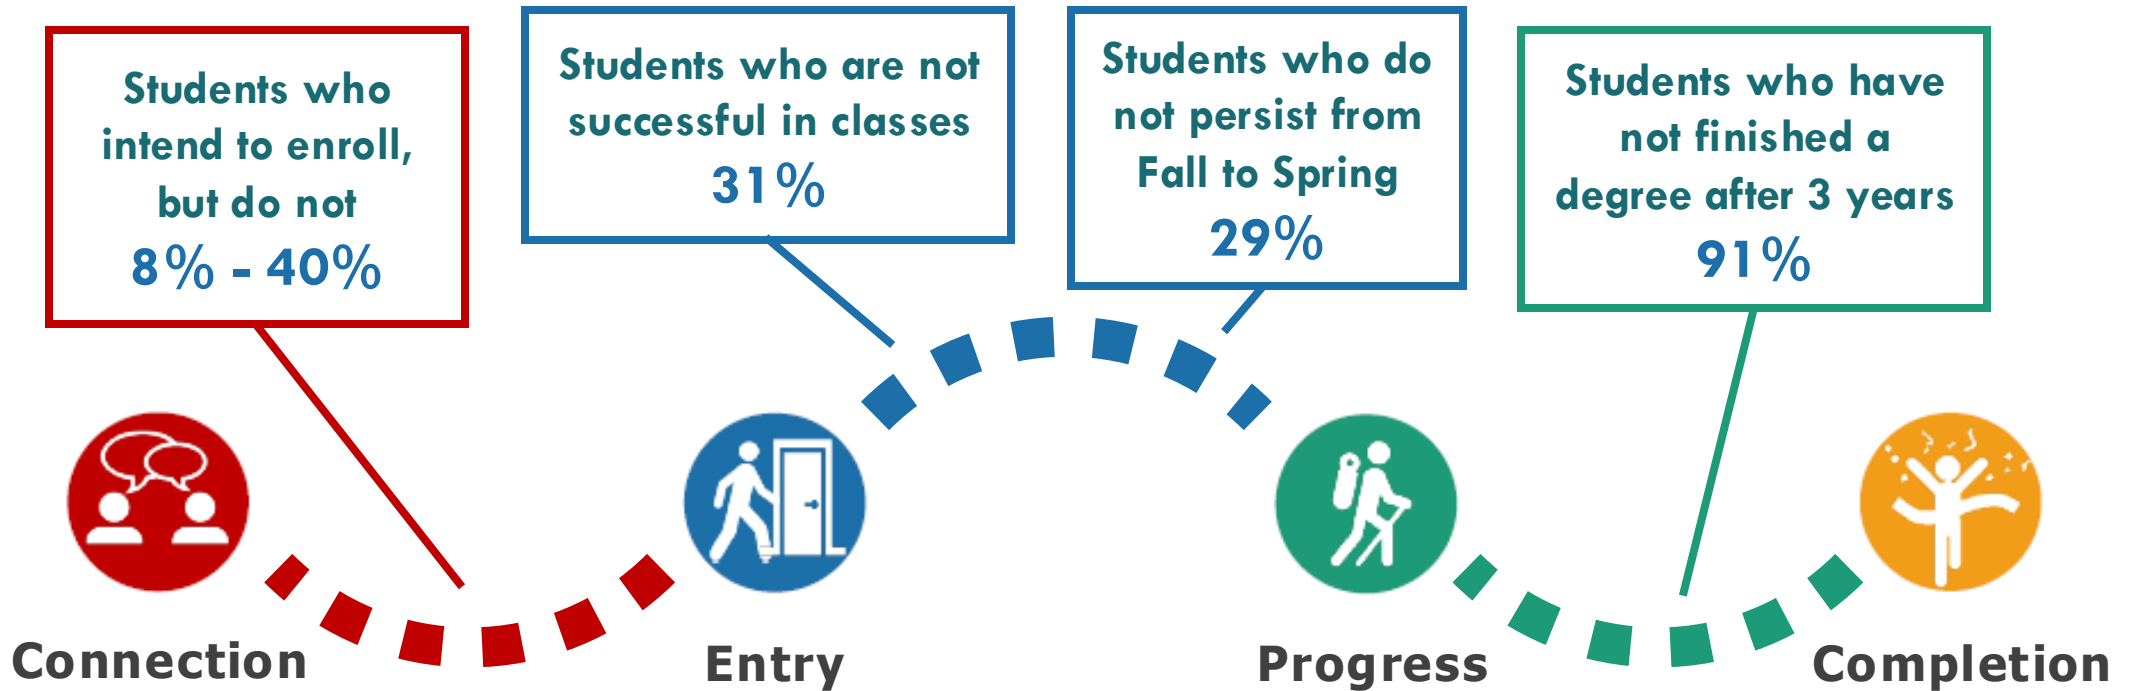 Students who
intend to enroll,
but do not
8% - 40%
Students who are not
successful in classes
31%
Students who do
not persist from
Fall to Spring
29%
Students who have
not finished a
degree after 3 years
91%
Connection
Entry
Progress
Completion